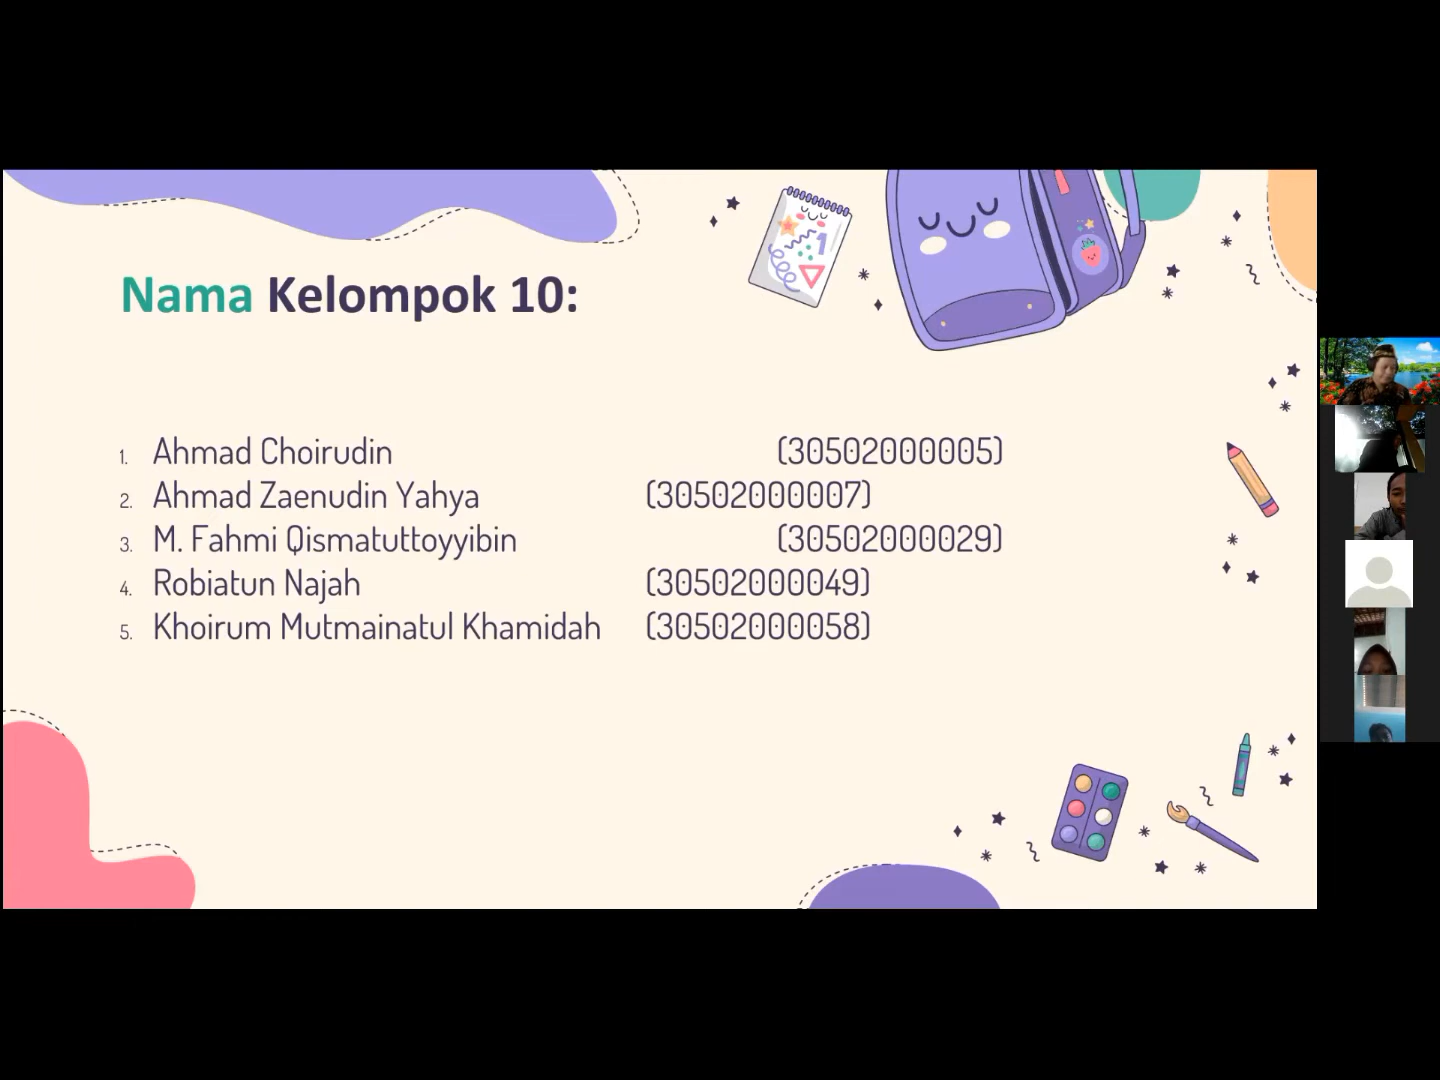 Nama Kelompok 10:
1. Ahmad Choirudin (30502000005)
2. Ahmad Zaenudin Yahya (30502000007)
3. M. Fahmi Qismatuttoyyibin (30502000029)
4. Robiatun Najah (30502000049)
5. Khoirum Mutmainatul Khamidah (30502000058)
1